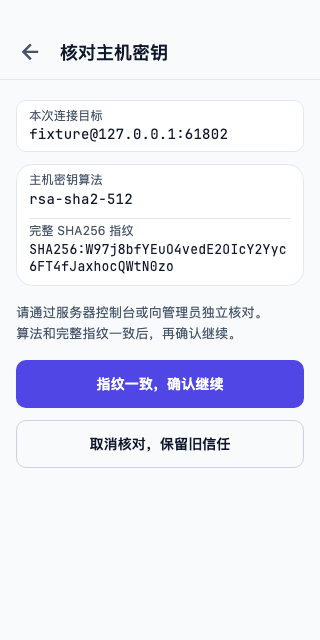 核对主机密钥
本次连接目标
fixture@127.0.0.1:61802
主机密钥算法
rsa-sha2-512
完整 SHA256 指纹
SHA256:W97j8bfYEuO4vedE2OIcY2Yyc
6FT4fJaxhocQWtN0zo
请通过服务器控制台或向管理员独立核对。
算法和完整指纹一致后，再确认继续。
指纹一致，确认继续
取消核对，保留旧信任